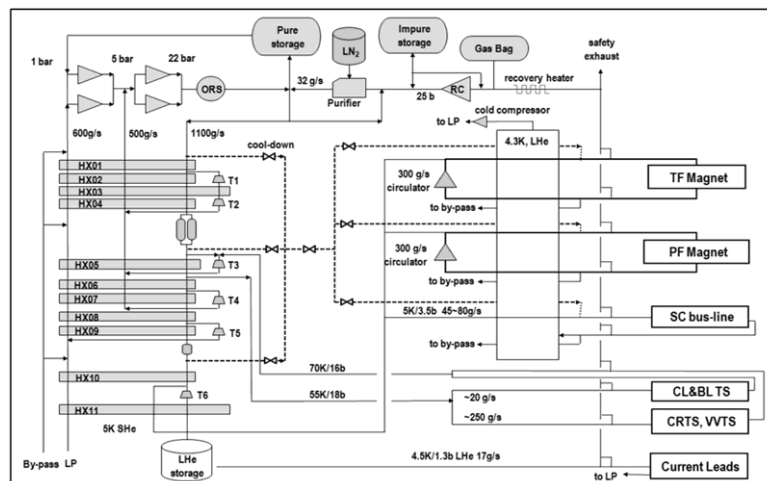 Pure
storage
LN2
Impure
storage
Gas Bag
safety
exhaust
1 bar
5 bar
22 bar
ORS
32 g/s
Purifier
25 b
RC
recovery heater
cold compressor
to LP
600g/s
500g/s
1100g/s
cool-down
4.3K, LHe
HX01
HX02
T1
HX03
HX04
T2
300 g/s
circulator
TF Magnet
to by-pass
HX05
T3
300 g/s
circulator
PF Magnet
to by-pass
HX06
HX07
T4
HX08
5K/3.5b 45~80g/s
SC bus-line
HX09
T5
to by-pass
HX10
70K/16b
T6
55K/18b
~20 g/s
CL&BL TS
HX11
~250 g/s
CRTS, VVTS
5K SHe
By-pass LP
LHe
storage
4.5K/1.3b LHe 17g/s
to LP
Current Leads